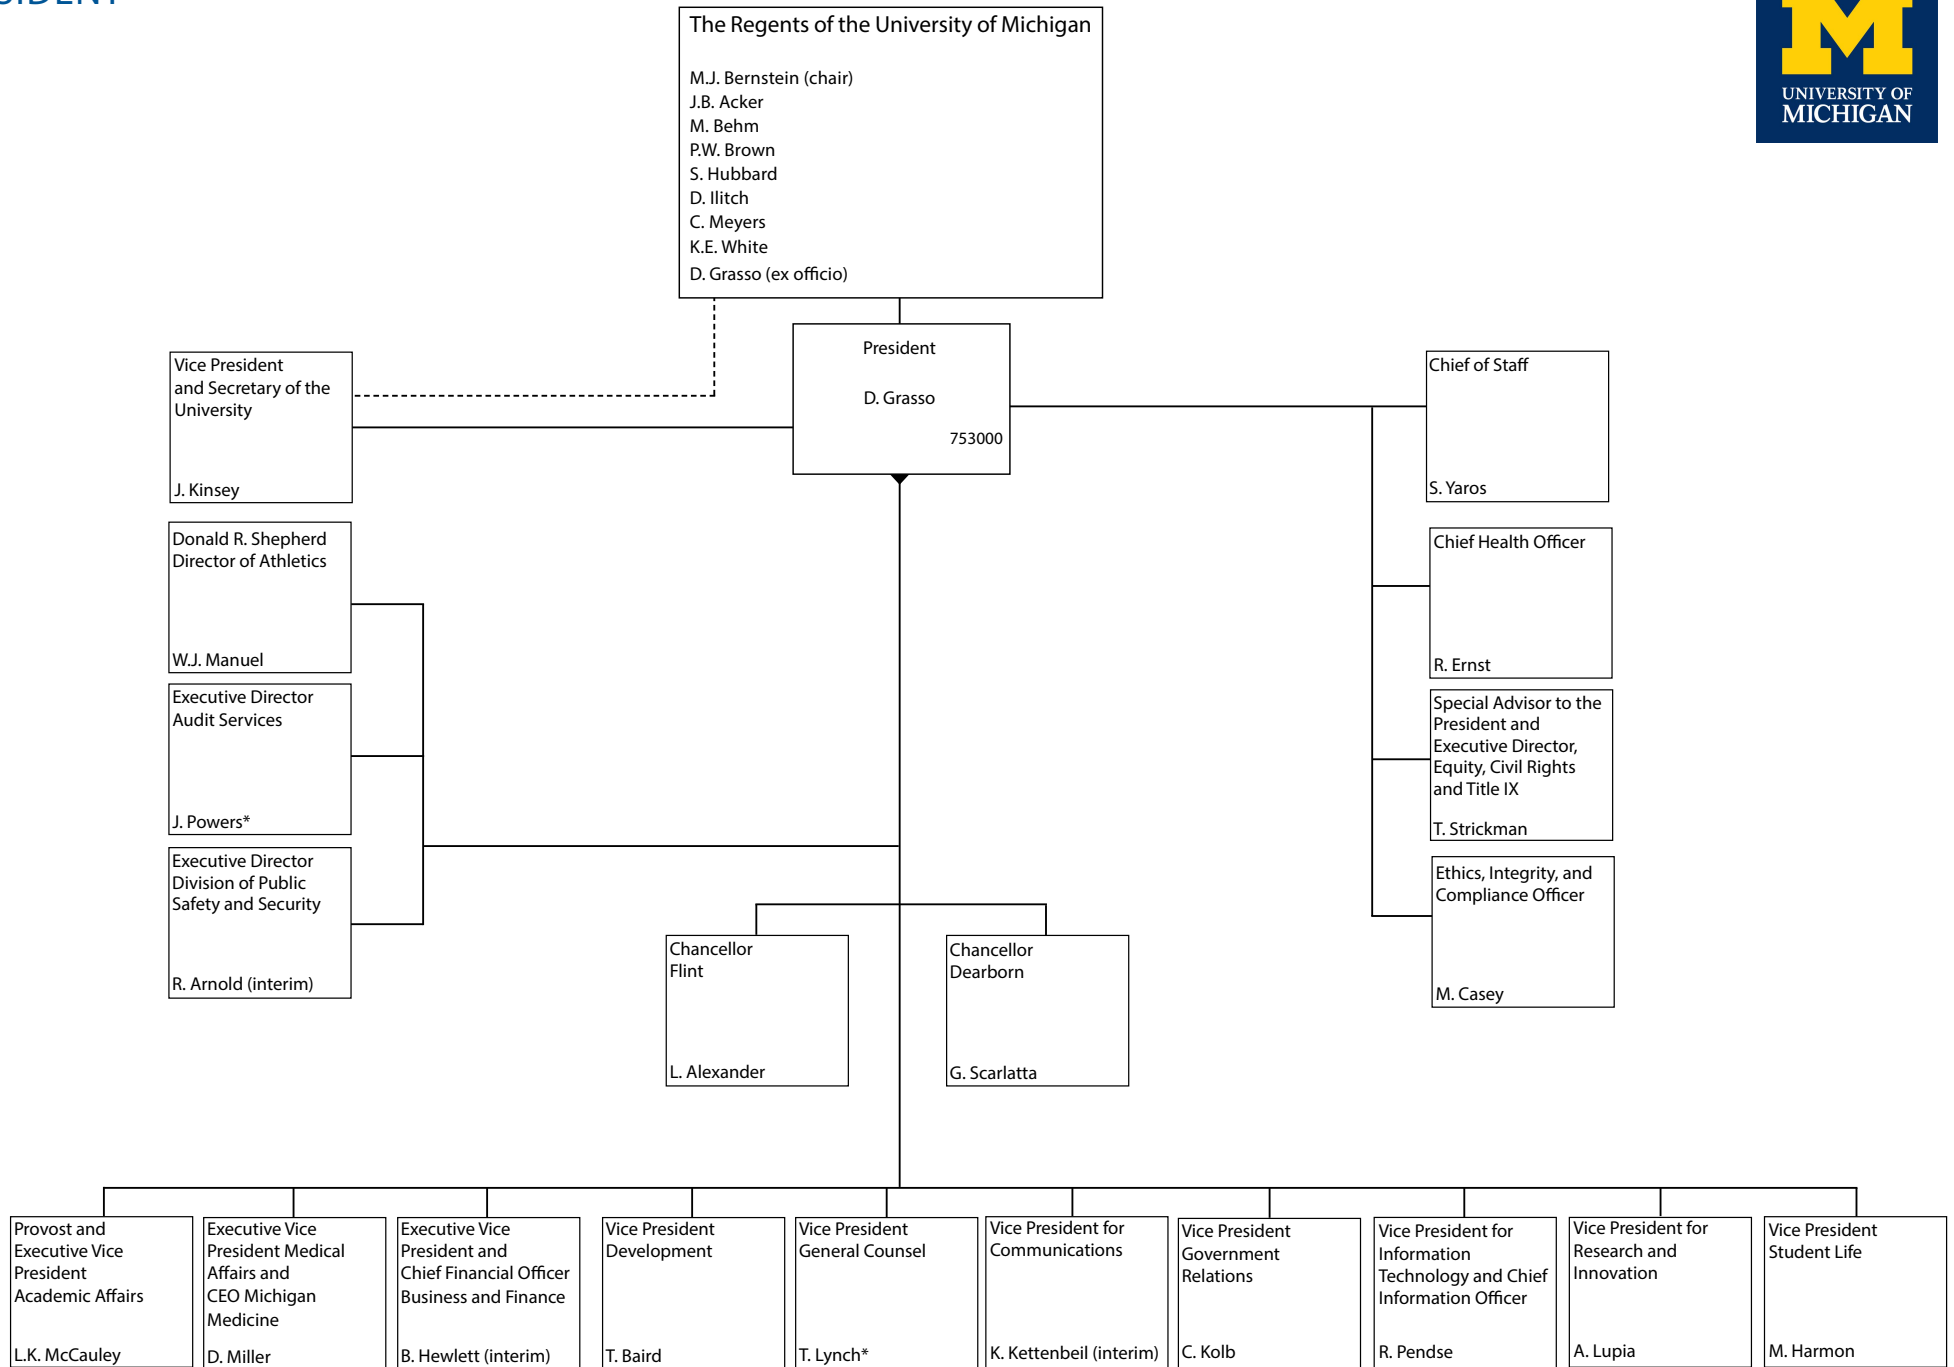 The Regents of the University of Michigan
M.J. Bernstein (chair)
J.B. Acker
M. Behm
P.W. Brown
S. Hubbard
D. Ilitch
C. Meyers
K.E. White
D. Grasso (ex officio)
M
UNIVERSITY OF
MICHIGAN
President
D. Grasso
753000
Vice President
and Secretary of the
University
J. Kinsey
Chief of Staff
S. Yaros
Donald R. Shepherd
Director of Athletics
W.J. Manuel
Chief Health Officer
R. Ernst
Executive Director
Audit Services
J. Powers*
Special Advisor to the
President and
Executive Director,
Equity, Civil Rights
and Title IX
T. Strickman
Executive Director
Division of Public
Safety and Security
R. Arnold (interim)
Ethics, Integrity, and
Compliance Officer
M. Casey
Chancellor
Flint
L. Alexander
Chancellor
Dearborn
G. Scarlatta
Provost and
Executive Vice
President
Academic Affairs
L.K. McCauley
Executive Vice
President Medical
Affairs and
CEO Michigan
Medicine
D. Miller
Executive Vice
President and
Chief Financial Officer
Business and Finance
B. Hewlett (interim)
Vice President
Development
T. Baird
Vice President
General Counsel
T. Lynch*
Vice President for
Communications
K. Kettenbeil (interim)
Vice President
Government
Relations
C. Kolb
Vice President for
Information
Technology and Chief
Information Officer
R. Pendse
Vice President for
Research and
Innovation
A. Lupia
Vice President
Student Life
M. Harmon